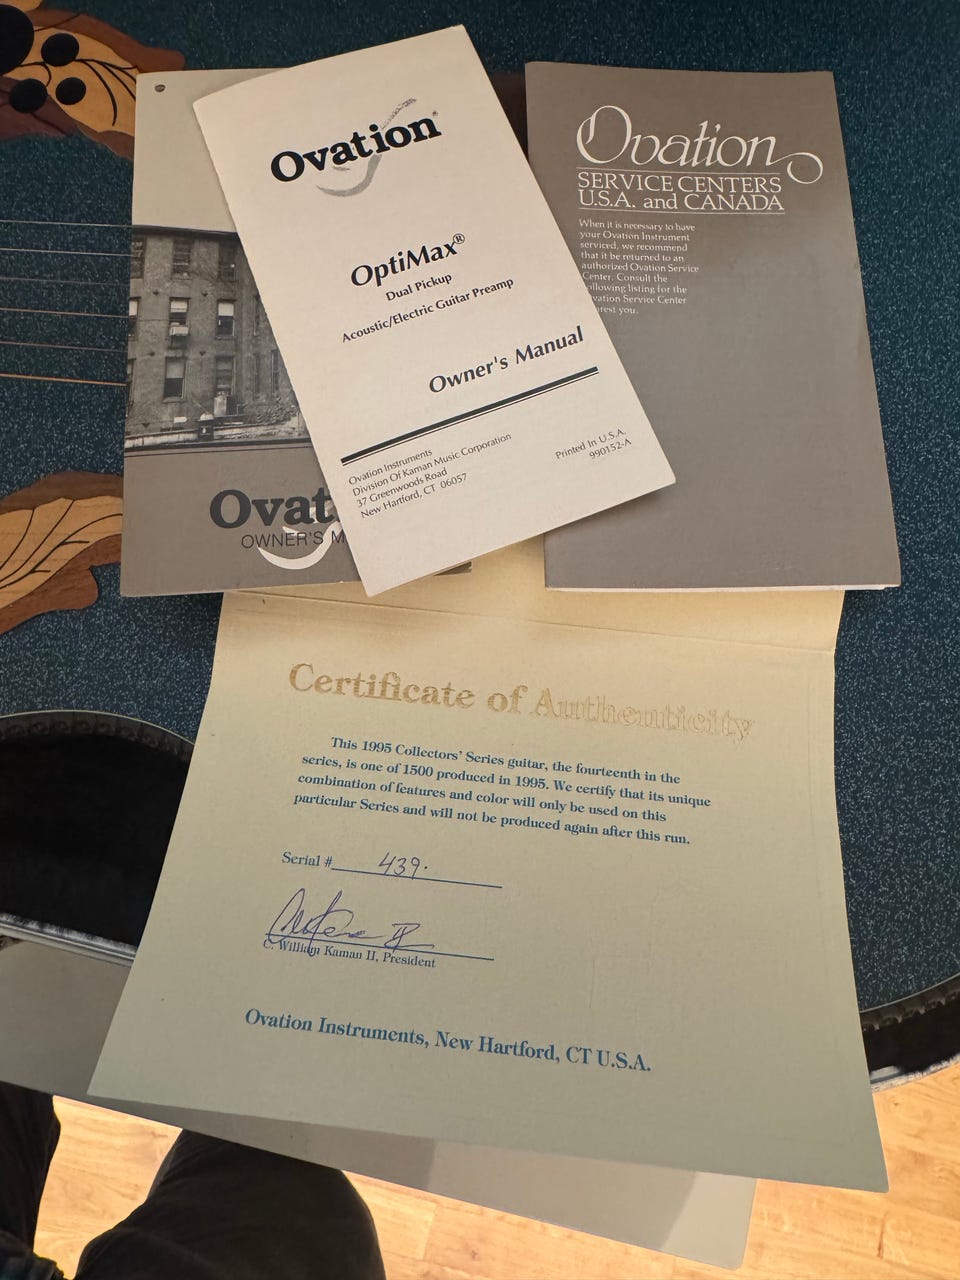 Ovation
OptiMax®
Dual Pickup
Acoustic/Electric Guitar Preamp
Owner's Manual
Ovation Instruments
Division Of Kaman Music Corporation
37 Greenwoods Road
New Hartford, CT 06057
Printed In U.S.A.
990152-A
Ovation
SERVICE CENTERS
U.S.A. and CANADA
When it is necessary to have
your Ovation Instrument
serviced, we recommend
that it be returned to an
authorized Ovation Service
Center. Consult the
following listing for the
Ovation Service Center
rest you.
Ovat
OWNER'S M
Certificate of Authenticity
This 1995 Collectors' Series guitar, the fourteenth in the
series, is one of 1500 produced in 1995. We certify that its unique
combination of features and color will only be used on this
particular Series and will not be produced again after this run.
Serial # 439.
C. William Kaman II, President
Ovation Instruments, New Hartford, CT U.S.A.